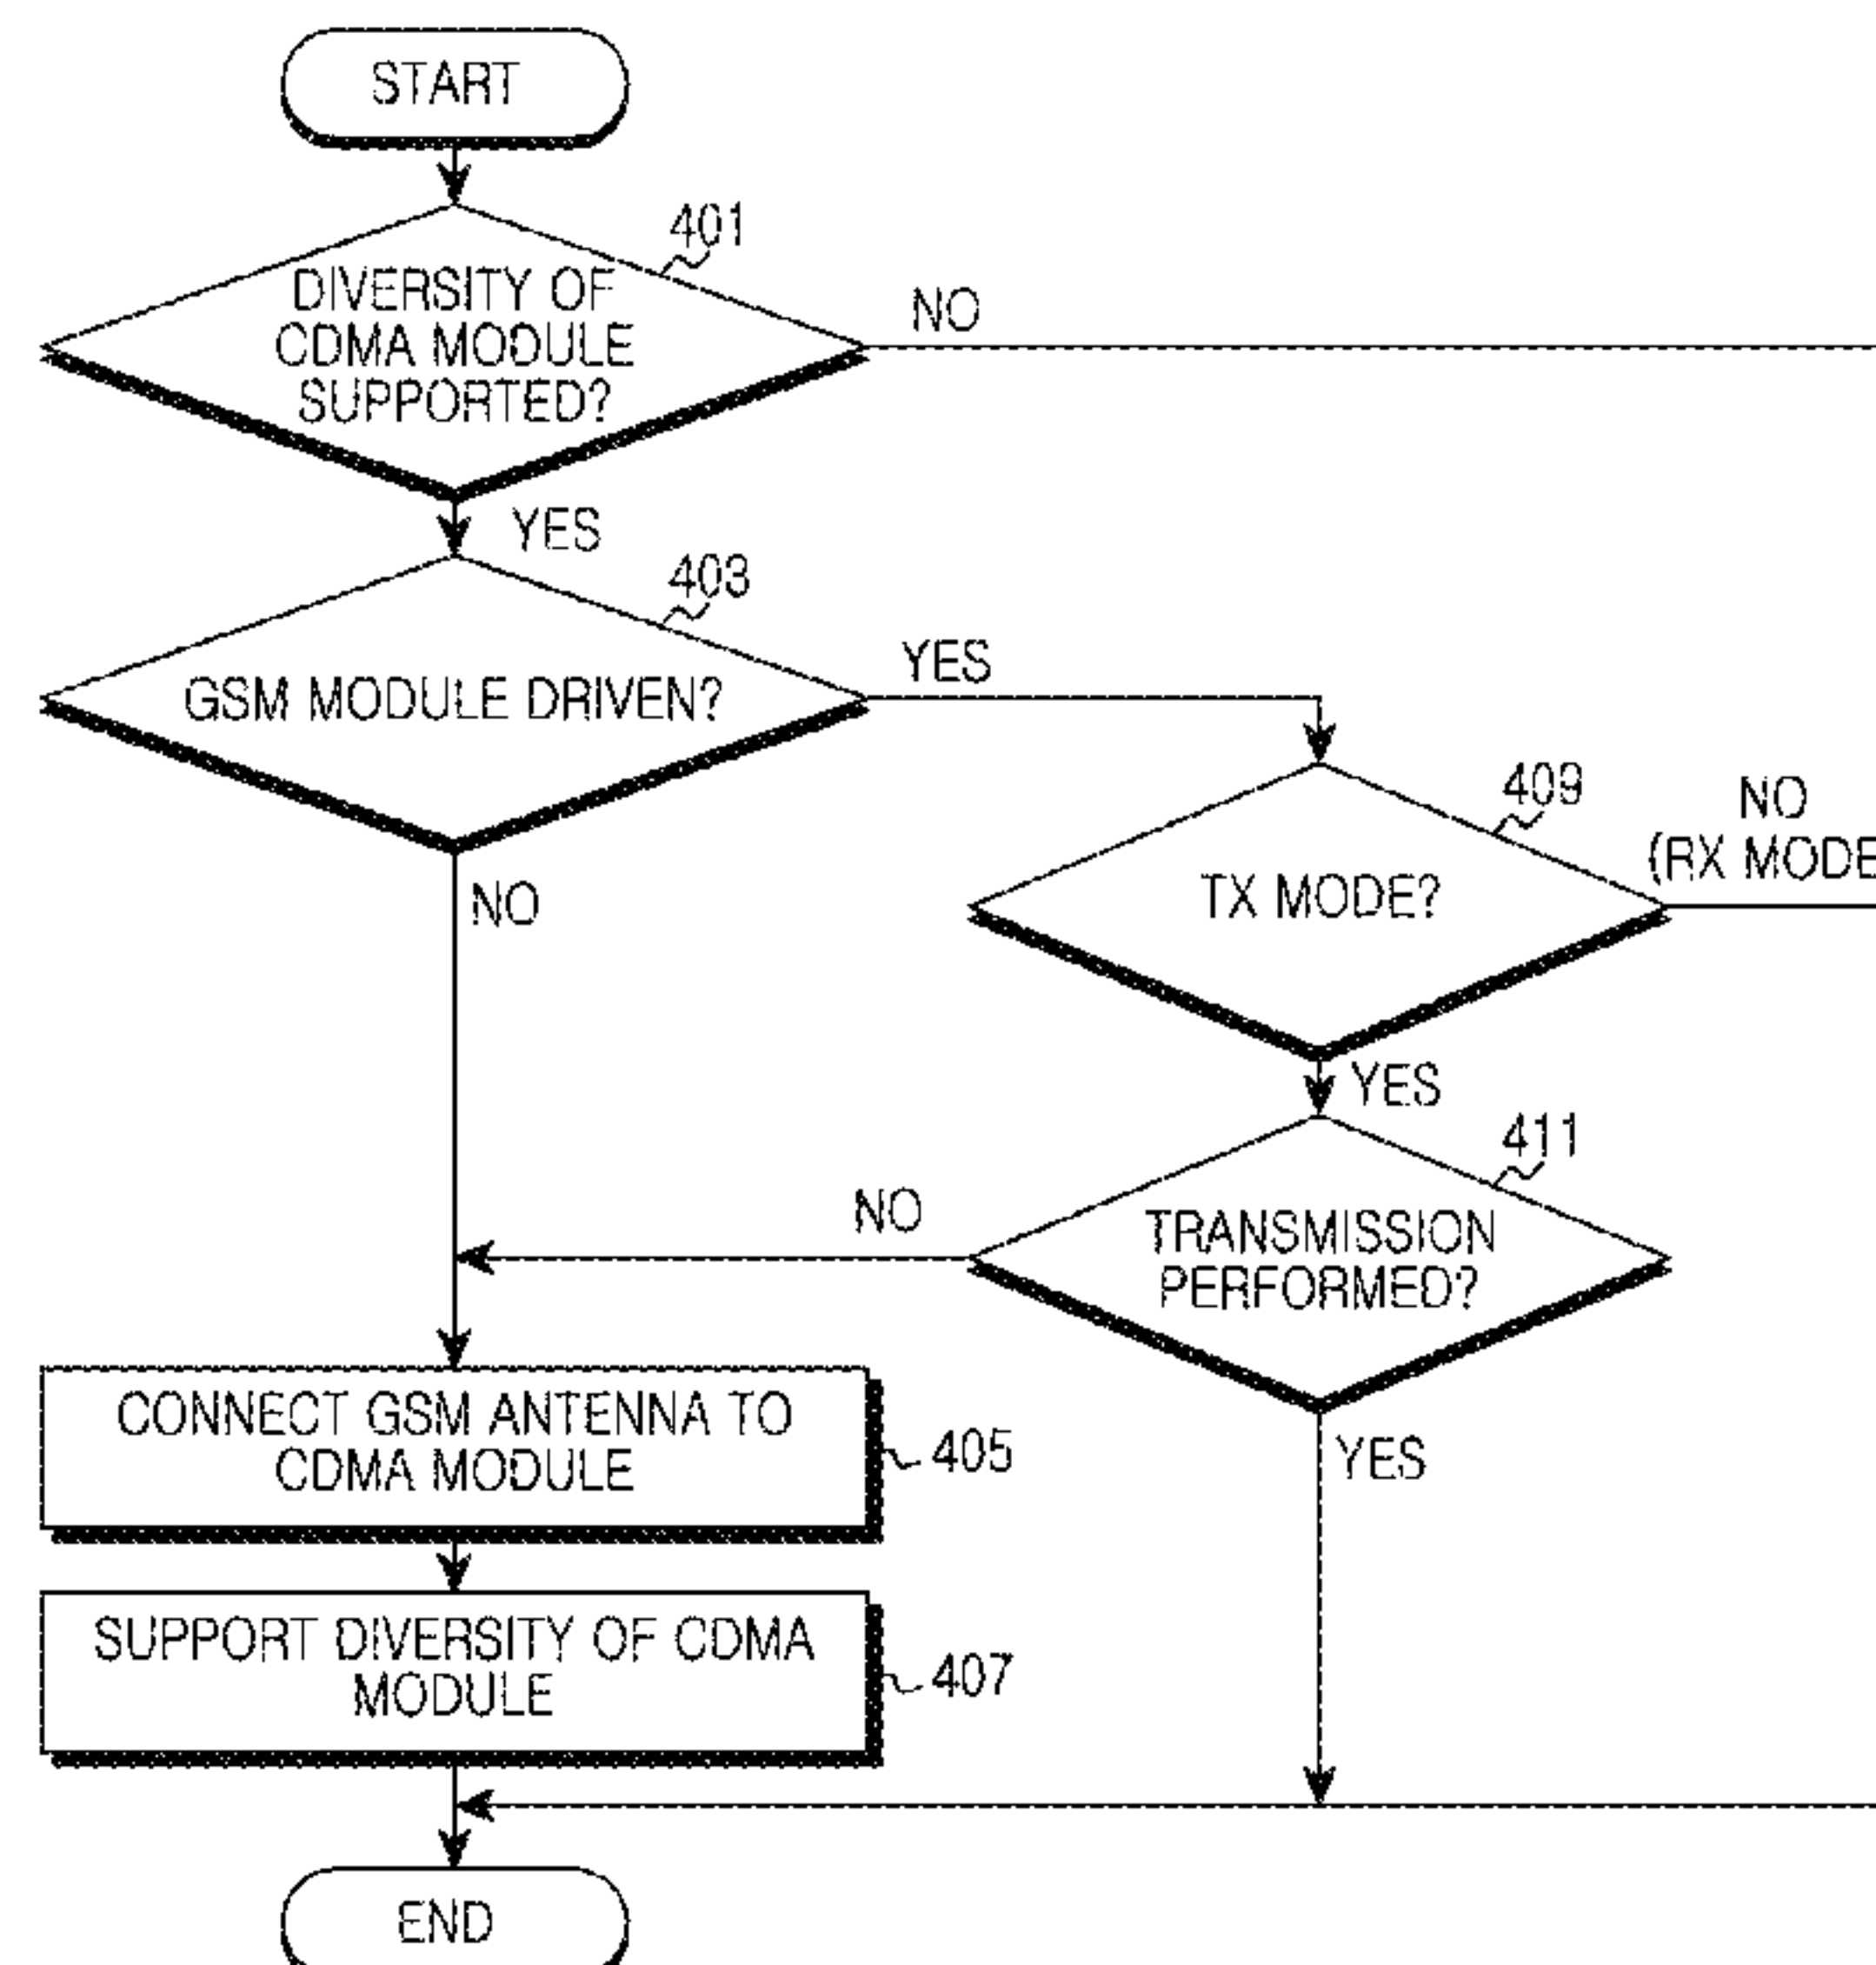 START
401
DIVERSITY OF
CDMA MODULE
SUPPORTED?
NO
YES
403
GSM MODULE DRIVEN?
YES
NO
409
TX MODE?
NO
(RX MODE
YES
411
TRANSMISSION
PERFORMED?
NO
YES
CONNECT GSM ANTENNA TO
CDMA MODULE
405
SUPPORT DIVERSITY OF CDMA
MODULE
407
END